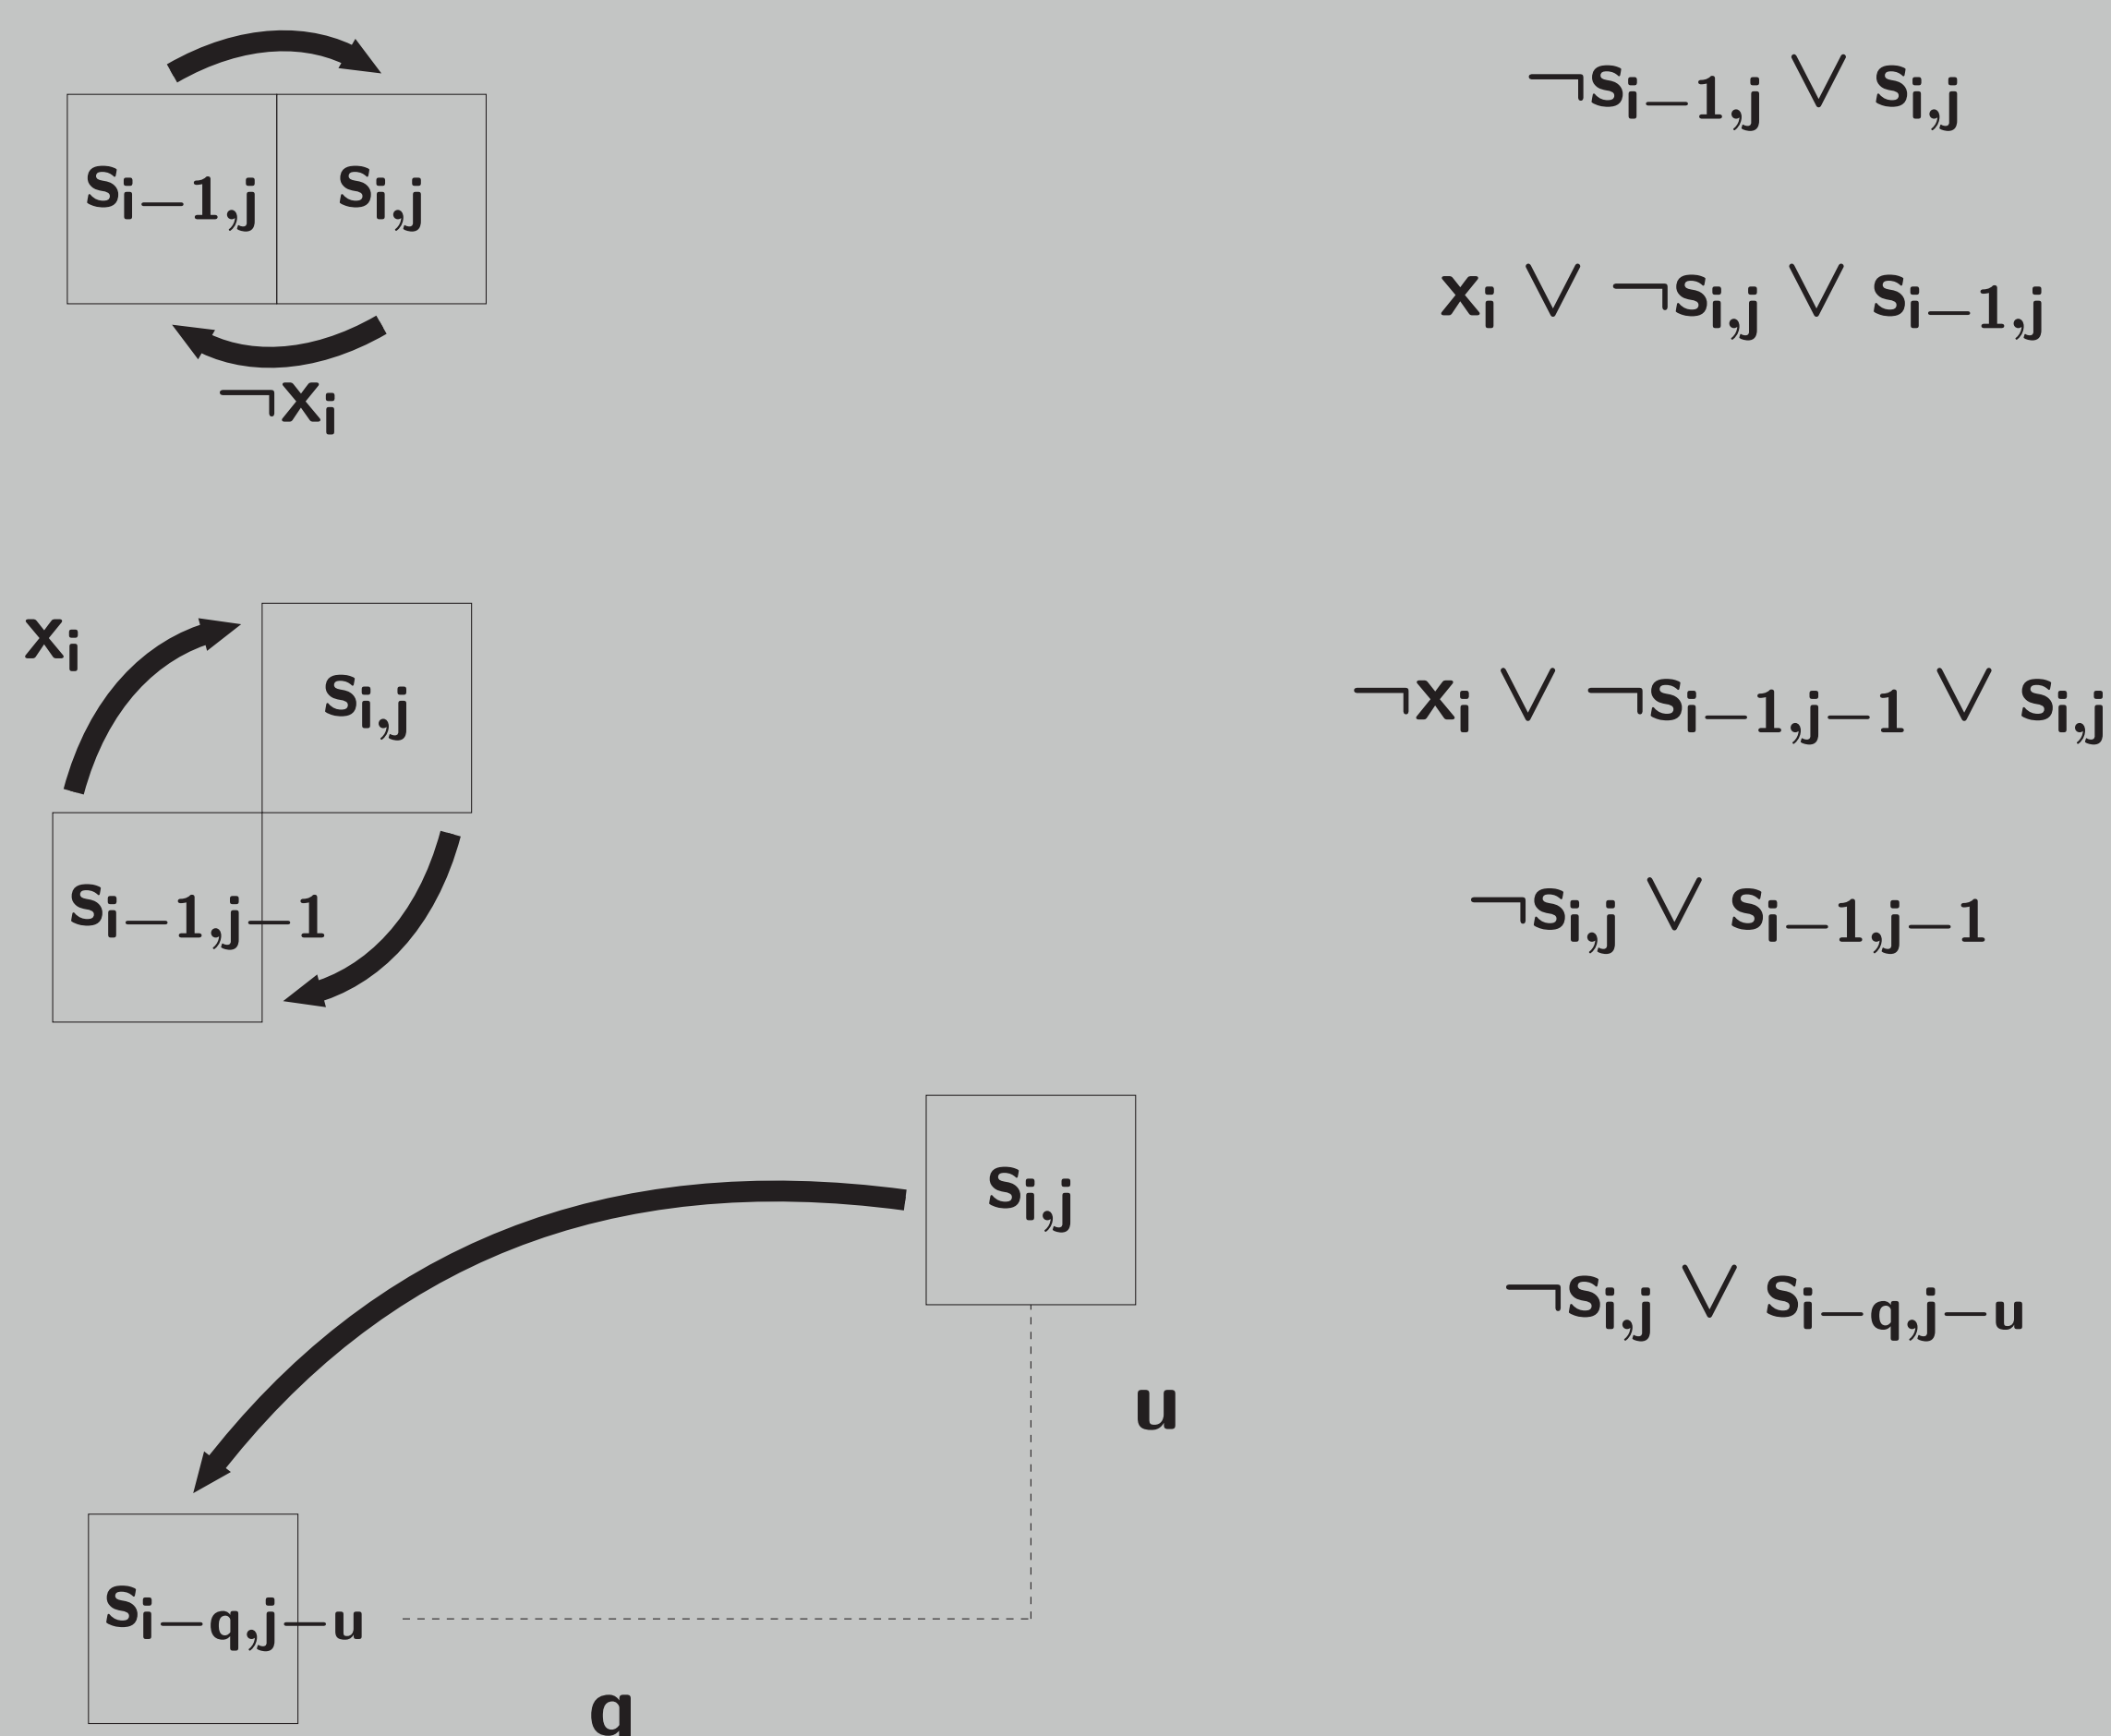 ¬s_{i−1,j} ∨ s_{i,j}
s_{i−1,j} s_{i,j}
x_i ∨ ¬s_{i,j} ∨ s_{i−1,j}
¬x_i
x_i
s_{i,j}
¬x_i ∨ ¬s_{i−1,j−1} ∨ s_{i,j}
s_{i−1,j−1}
¬s_{i,j} ∨ s_{i−1,j−1}
s_{i,j}
¬s_{i,j} ∨ s_{i−q,j−u}
u
s_{i−q,j−u}
q